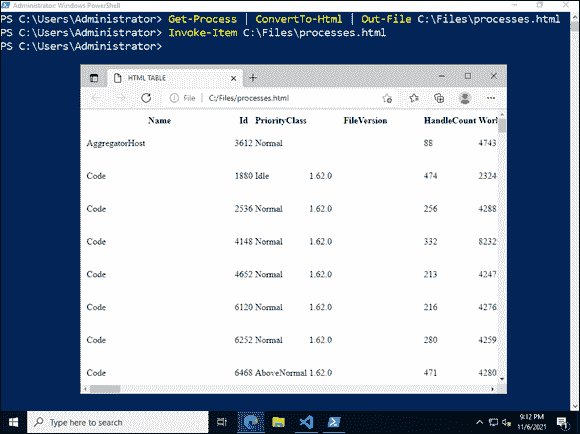 Administrator: Windows PowerShell
PS C:\Users\Administrator> Get-Process | ConvertTo-Html | Out-File C:\Files\processes.html
PS C:\Users\Administrator> Invoke-Item C:\Files\processes.html
PS C:\Users\Administrator>
HTML TABLE
File | C:/Files/processes.html
Name Id PriorityClass FileVersion HandleCount Work
AggregatorHost 3612 Normal 88 4743
Code 1880 Idle 1.62.0 474 2324
Code 2536 Normal 1.62.0 256 4288
Code 4148 Normal 1.62.0 332 8232
Code 4652 Normal 1.62.0 213 4247
Code 6120 Normal 1.62.0 216 4276
Code 6252 Normal 1.62.0 280 4259
Code 6468 AboveNormal 1.62.0 471 4280
Type here to search
9:12 PM
11/6/2021